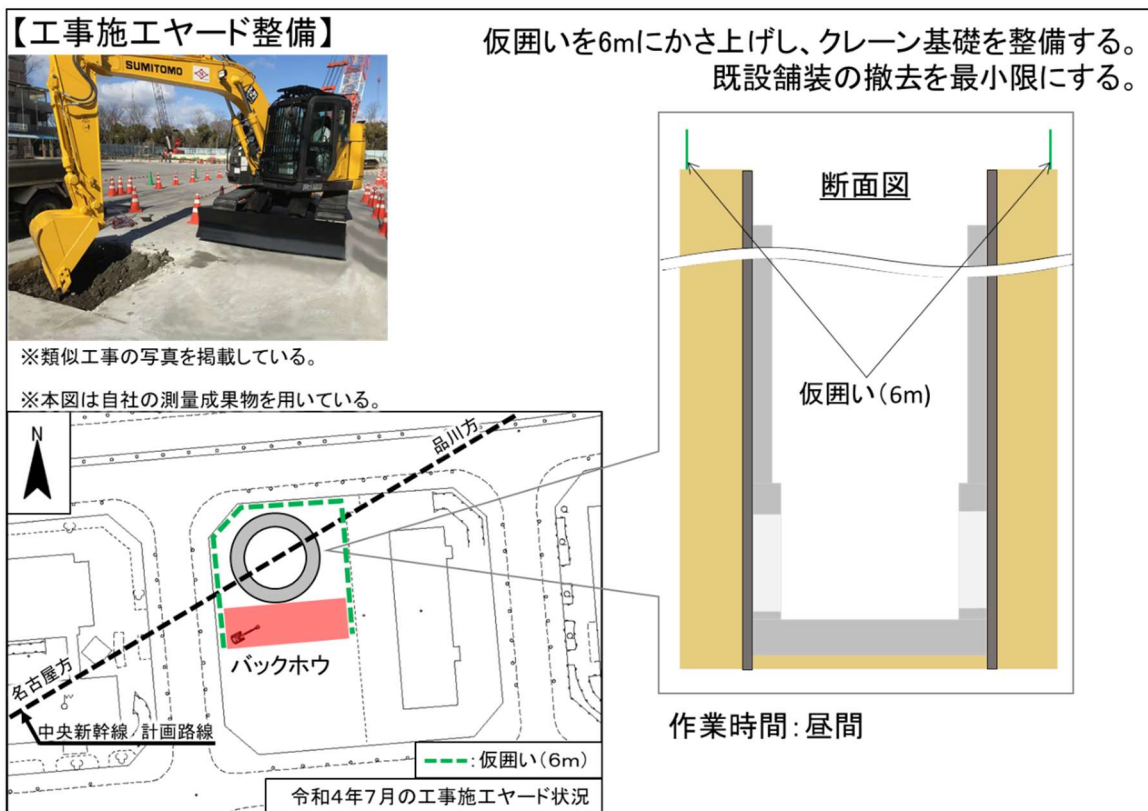 【工事施工ヤード整備】
仮囲いを6mにかさ上げし、クレーン基礎を整備する。
既設舗装の撤去を最小限にする。
SUMITOMO
※類似工事の写真を掲載している。
※本図は自社の測量成果物を用いている。
断面図
仮囲い(6m)
N
品川方
バックホウ
名古屋方
中央新幹線 計画路線
:仮囲い(6m)
令和4年7月の工事施工ヤード状況
作業時間:昼間